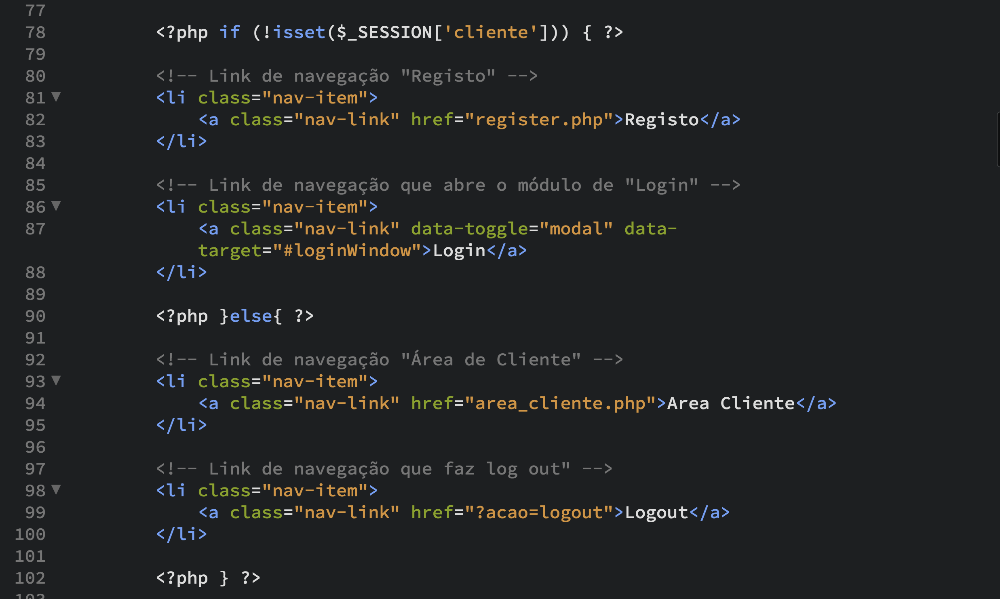 77
78 <?php if (!isset($_SESSION['cliente'])) { ?>
79
80 <!-- Link de navegação "Registo" -->
81 <li class="nav-item">
82 <a class="nav-link" href="register.php">Registo</a>
83 </li>
84
85 <!-- Link de navegação que abre o módulo de "Login" -->
86 <li class="nav-item">
87 <a class="nav-link" data-toggle="modal" data-
target="#loginWindow">Login</a>
88 </li>
89
90 <?php }else{ ?>
91
92 <!-- Link de navegação "Área de Cliente" -->
93 <li class="nav-item">
94 <a class="nav-link" href="area_cliente.php">Area Cliente</a>
95 </li>
96
97 <!-- Link de navegação que faz log out" -->
98 <li class="nav-item">
99 <a class="nav-link" href="?acao=logout">Logout</a>
100 </li>
101
102 <?php } ?>
103